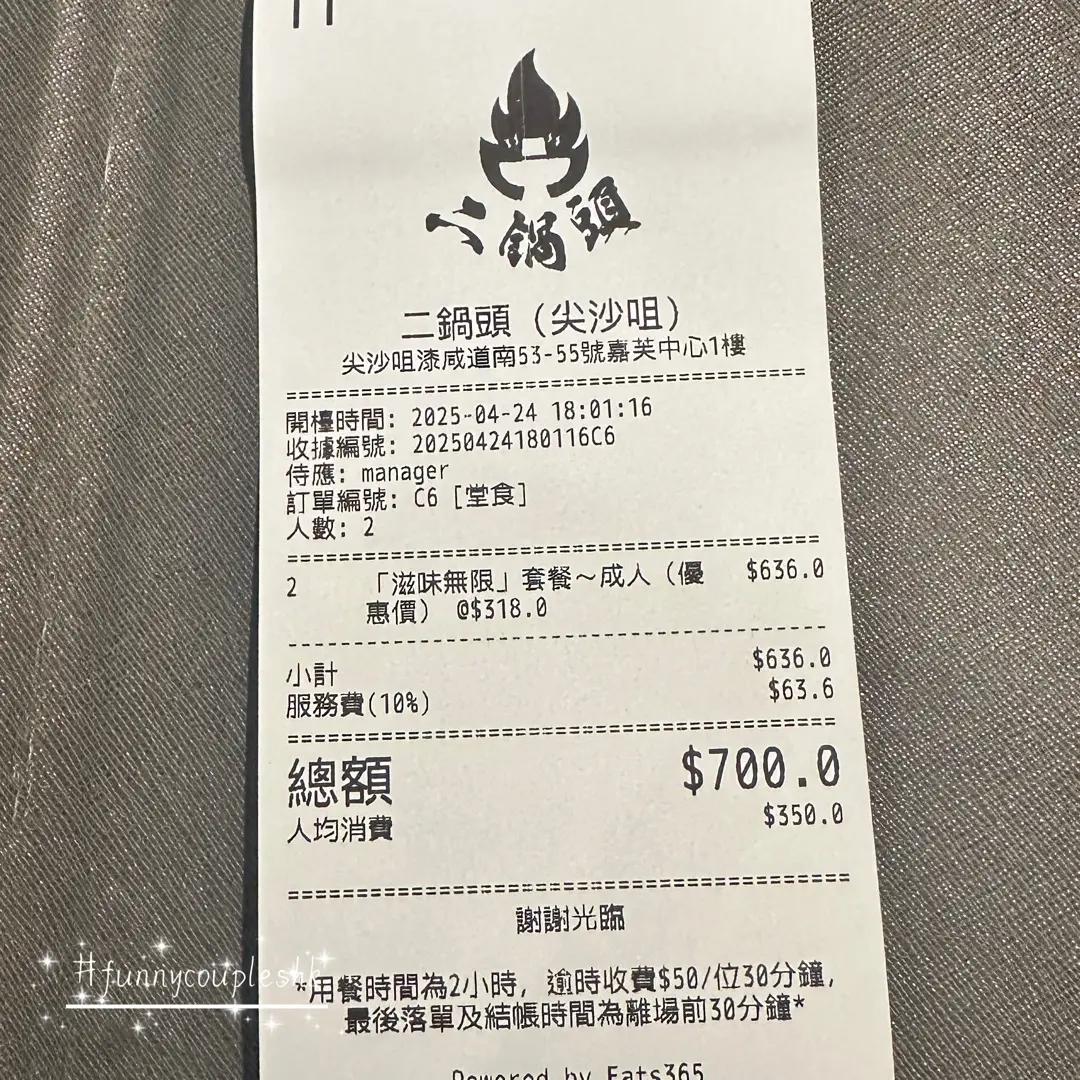 二鍋頭
二鍋頭（尖沙咀）
尖沙咀漆咸道南53-55號嘉芙中心1樓
開檯時間: 2025-04-24 18:01:16
收據編號: 20250424180116C6
侍應: manager
訂單編號: C6 [堂食]
人數: 2
2 「滋味無限」套餐～成人（優 $636.0
惠價） @$318.0
小計 $636.0
服務費(10%) $63.6
總額 $700.0
人均消費 $350.0
謝謝光臨
*用餐時間為2小時, 逾時收費$50/位30分鐘,
最後落單及結帳時間為離場前30分鐘*
Powered by Eats365
#funnycoupleshk